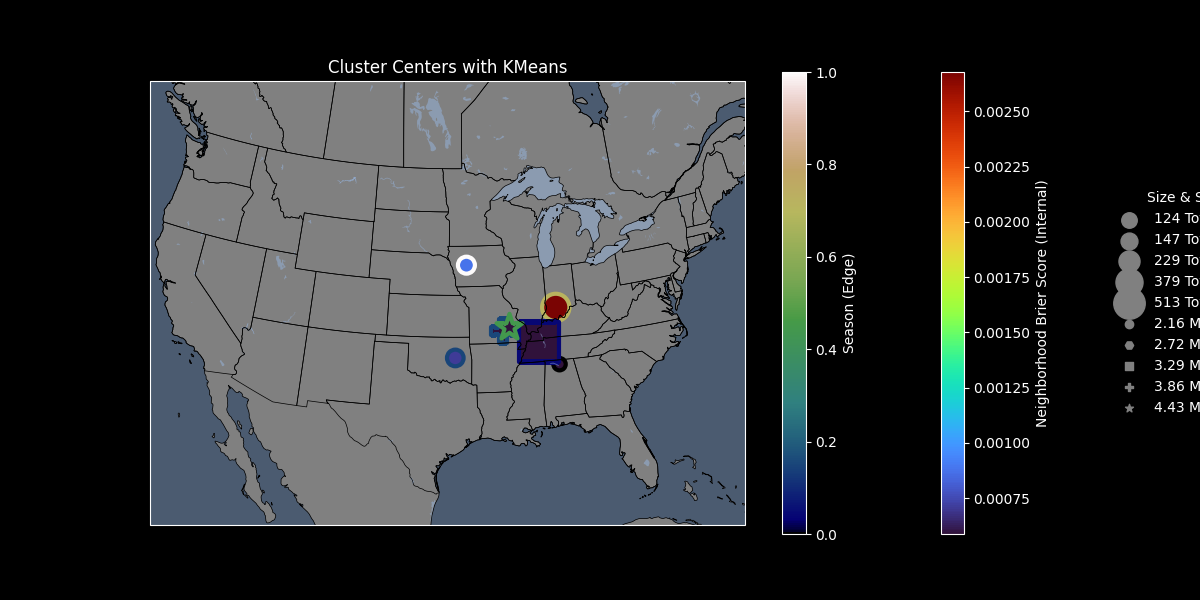 Cluster Centers with KMeans
1.0
0.8
0.6
0.4
0.2
0.0
Season (Edge)
0.00250
0.00225
0.00200
0.00175
0.00150
0.00125
0.00100
0.00075
Neighborhood Brier Score (Internal)
Size & S
124 To
147 To
229 To
379 To
513 To
2.16 M
2.72 M
3.29 M
3.86 M
4.43 M